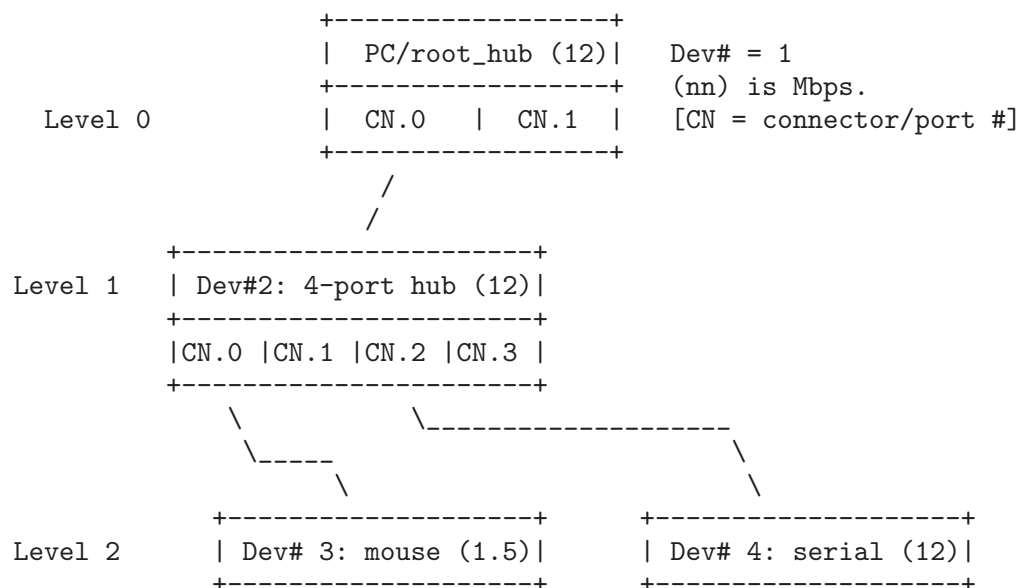 +------------------+
                    |  PC/root_hub (12)|   Dev# = 1
                    +------------------+   (nn) is Mbps.
  Level 0           |  CN.0   |  CN.1  |   [CN = connector/port #]
                    +------------------+
                        /
                       /
          +-----------------------+
Level 1   | Dev#2: 4-port hub (12)|
          +-----------------------+
          |CN.0 |CN.1 |CN.2 |CN.3 |
          +-----------------------+
              \           \____________________
               \_____                          \
                     \                          \
             +--------------------+      +--------------------+
Level 2      | Dev# 3: mouse (1.5)|      | Dev# 4: serial (12)|
             +--------------------+      +--------------------+